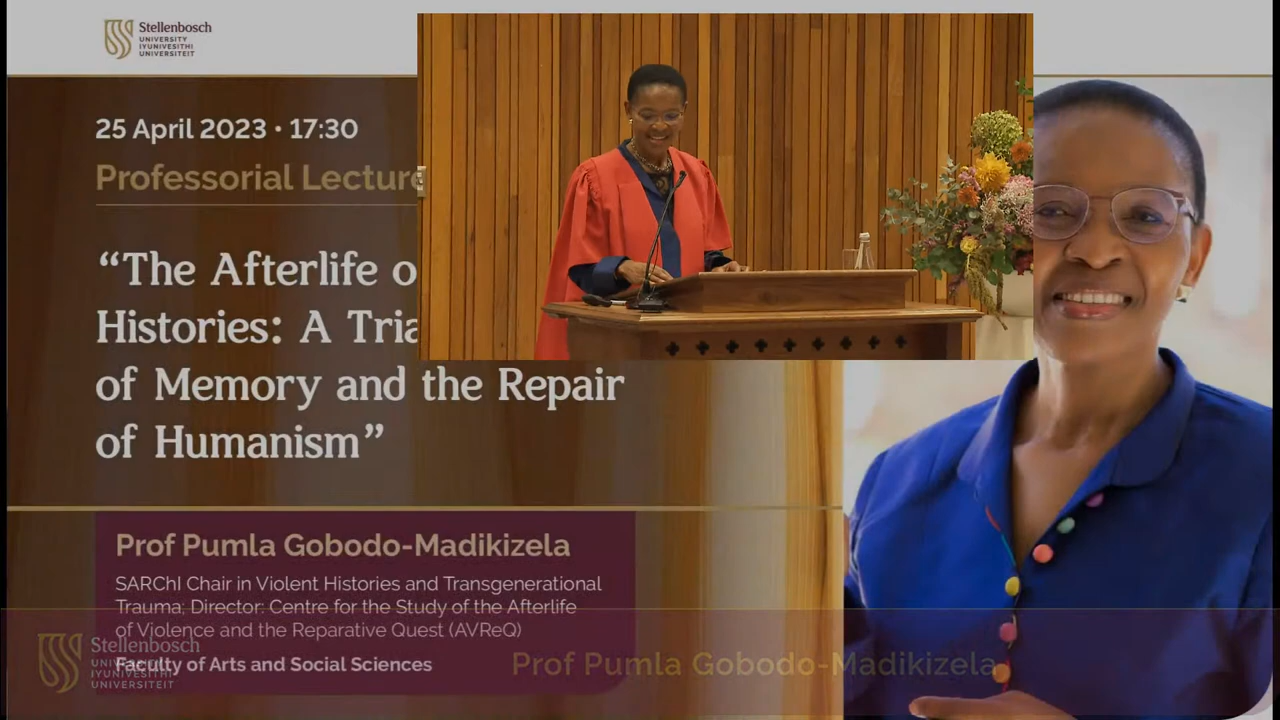 Stellenbosch
UNIVERSITY
IYUNIVESITHI
UNIVERSITEIT
25 April 2023 • 17:30
Professorial Lecture
“The Afterlife o
Histories: A Tria
of Memory and the Repair
of Humanism”
Prof Pumla Gobodo-Madikizela
SARChI Chair in Violent Histories and Transgenerational
Trauma; Director: Centre for the Study of the Afterlife
of Violence and the Reparative Quest (AVReQ)
Faculty of Arts and Social Sciences
Stellenbosch
UNIVERSITY
IYUNIVESITHI
UNIVERSITEIT
Prof Pumla Gobodo-Madikizela